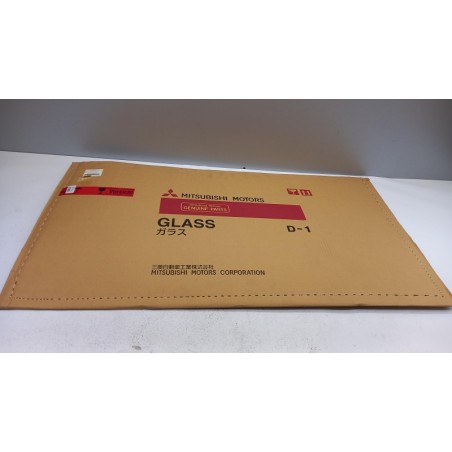 MITSUBISHI MOTORS
GENUINE PARTS
GLASS
ガラス
D-1
三菱自動車工業株式会社
MITSUBISHI MOTORS CORPORATION